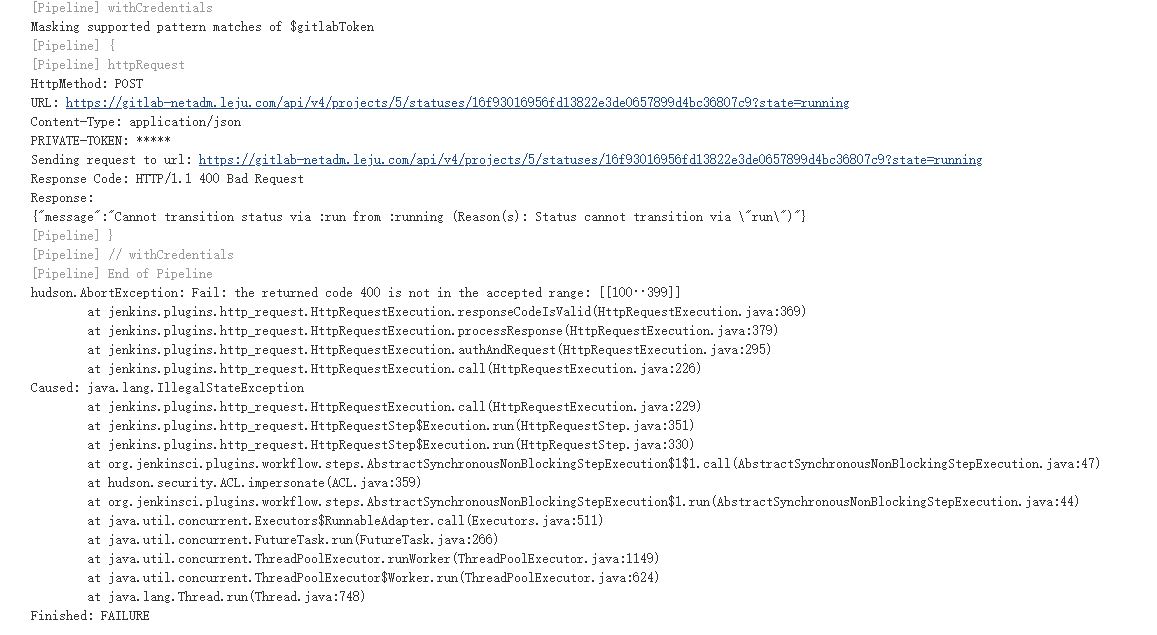 [Pipeline] withCredentials
Masking supported pattern matches of $gitlabToken
[Pipeline] {
[Pipeline] httpRequest
HttpMethod: POST
URL: https://gitlab-netadm.leju.com/api/v4/projects/5/statuses/16f93016956fd13822e3de0657899d4bc36807c9?state=running
Content-Type: application/json
PRIVATE-TOKEN: *****
Sending request to url: https://gitlab-netadm.leju.com/api/v4/projects/5/statuses/16f93016956fd13822e3de0657899d4bc36807c9?state=running
Response Code: HTTP/1.1 400 Bad Request
Response:
{"message":"Cannot transition status via :run from :running (Reason(s): Status cannot transition via \"run\")"}
[Pipeline] }
[Pipeline] // withCredentials
[Pipeline] End of Pipeline
hudson.AbortException: Fail: the returned code 400 is not in the accepted range: [[100‥399]]
at jenkins.plugins.http_request.HttpRequestExecution.responseCodeIsValid(HttpRequestExecution.java:369)
at jenkins.plugins.http_request.HttpRequestExecution.processResponse(HttpRequestExecution.java:379)
at jenkins.plugins.http_request.HttpRequestExecution.authAndRequest(HttpRequestExecution.java:295)
at jenkins.plugins.http_request.HttpRequestExecution.call(HttpRequestExecution.java:226)
Caused: java.lang.IllegalStateException
at jenkins.plugins.http_request.HttpRequestExecution.call(HttpRequestExecution.java:229)
at jenkins.plugins.http_request.HttpRequestStep$Execution.run(HttpRequestStep.java:351)
at jenkins.plugins.http_request.HttpRequestStep$Execution.run(HttpRequestStep.java:330)
at org.jenkinsci.plugins.workflow.steps.AbstractSynchronousNonBlockingStepExecution$1$1.call(AbstractSynchronousNonBlockingStepExecution.java:47)
at hudson.security.ACL.impersonate(ACL.java:359)
at org.jenkinsci.plugins.workflow.steps.AbstractSynchronousNonBlockingStepExecution$1.run(AbstractSynchronousNonBlockingStepExecution.java:44)
at java.util.concurrent.Executors$RunnableAdapter.call(Executors.java:511)
at java.util.concurrent.FutureTask.run(FutureTask.java:266)
at java.util.concurrent.ThreadPoolExecutor.runWorker(ThreadPoolExecutor.java:1149)
at java.util.concurrent.ThreadPoolExecutor$Worker.run(ThreadPoolExecutor.java:624)
at java.lang.Thread.run(Thread.java:748)
Finished: FAILURE